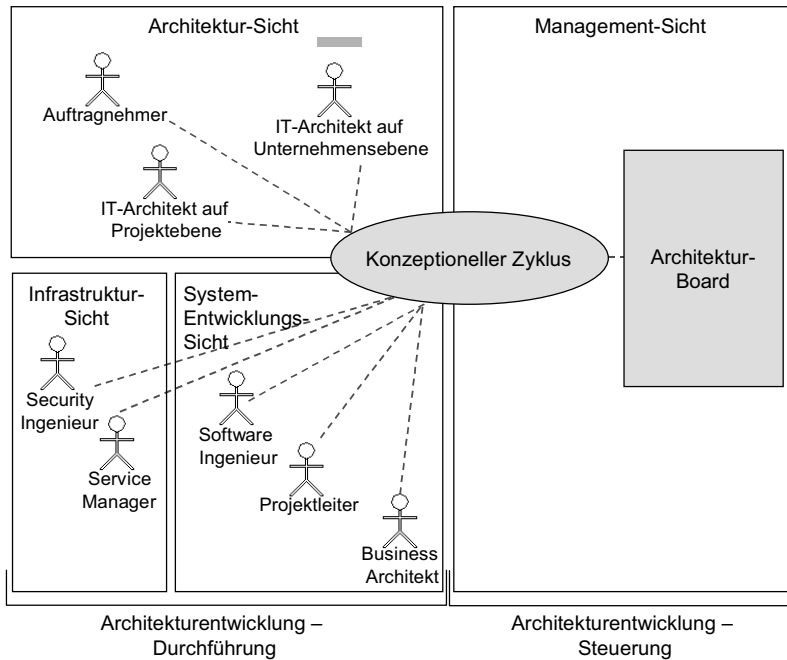 Architektur-Sicht
Management-Sicht
Auftragnehmer
IT-Architekt auf
Unternehmensebene
IT-Architekt auf
Projektebene
Konzeptioneller Zyklus
Architektur-
Board
Infrastruktur-
Sicht
System-
Entwicklungs-
Sicht
Security
Ingenieur
Service
Manager
Software
Ingenieur
Projektleiter
Business
Architekt
Architekturentwicklung –
Durchführung
Architekturentwicklung –
Steuerung